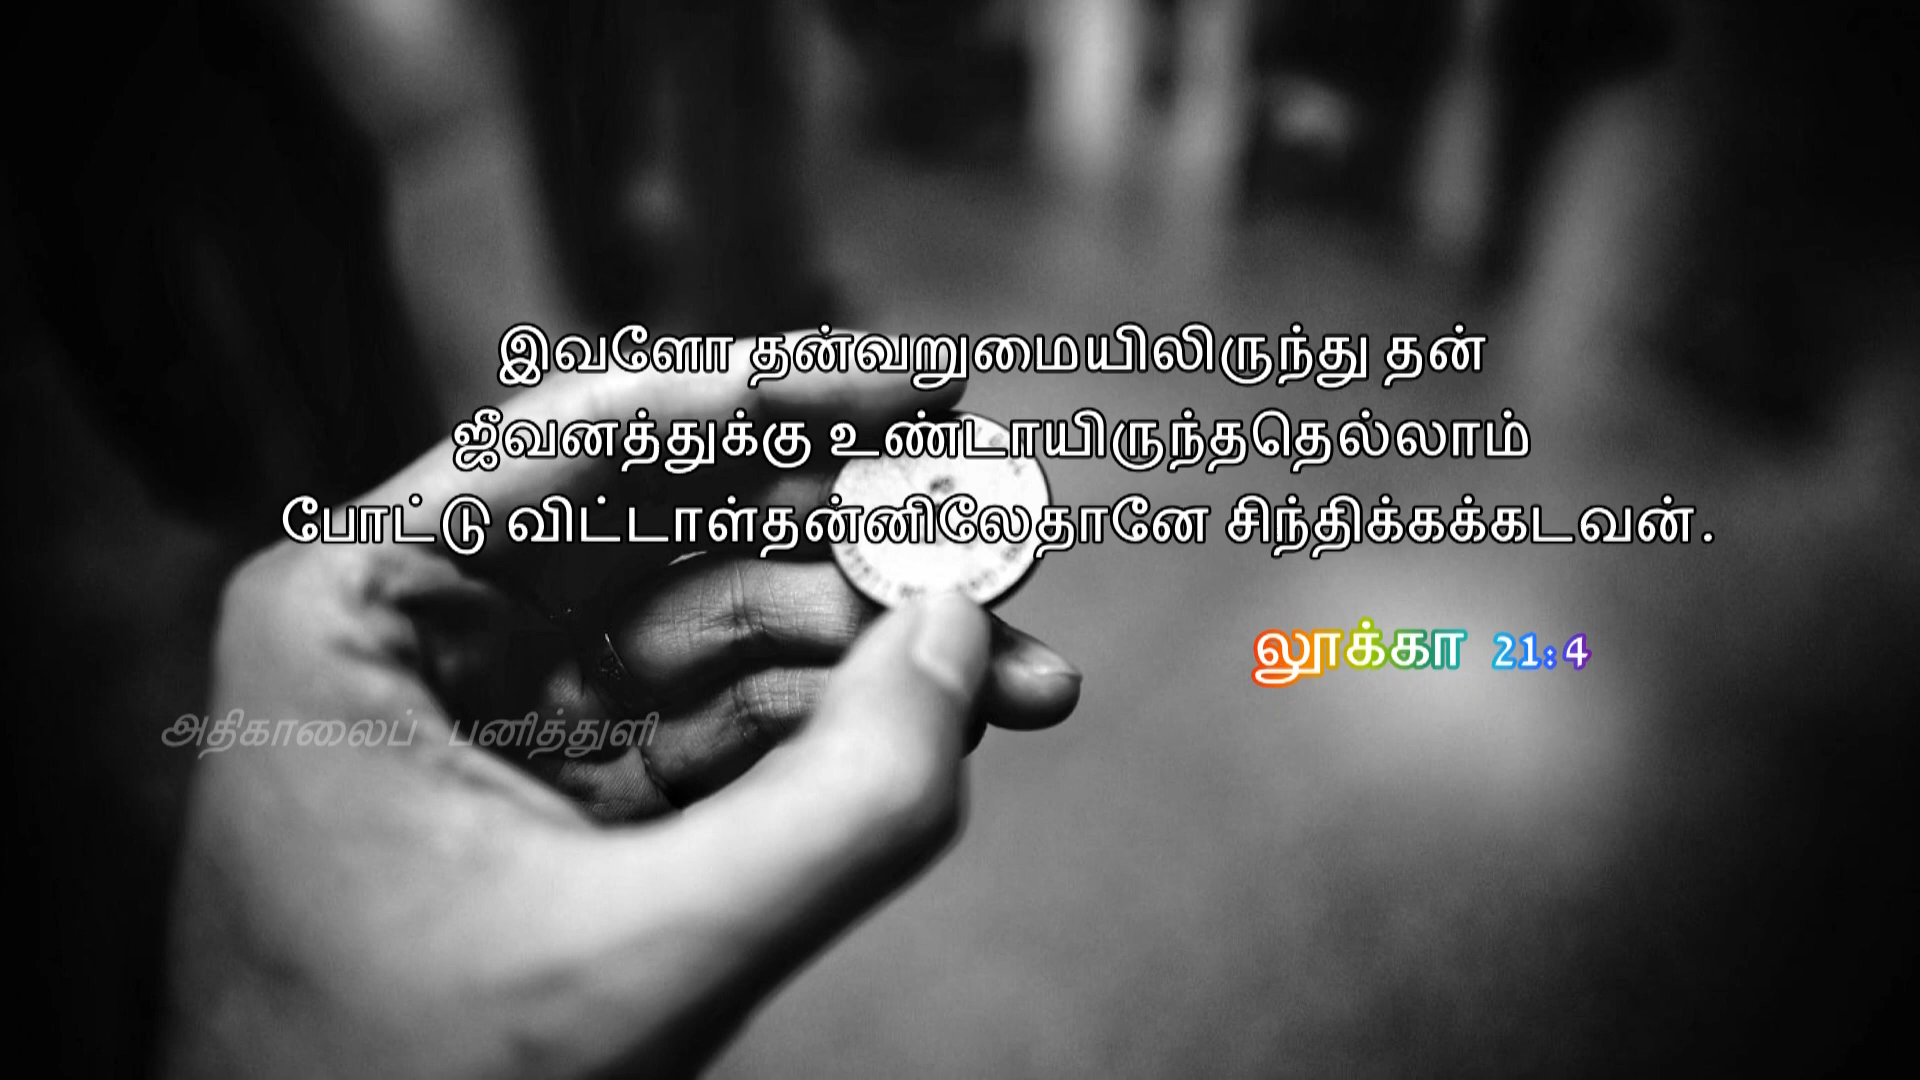 இவளோ தன்வறுமையிலிருந்து தன்
ஜீவனத்துக்கு உண்டாயிருந்ததெல்லாம்
போட்டு விட்டாள்தன்னிலேதானே சிந்திக்கக்கடவன்.
லூக்கா 21:4
அதிகாலைப் பனித்துளி